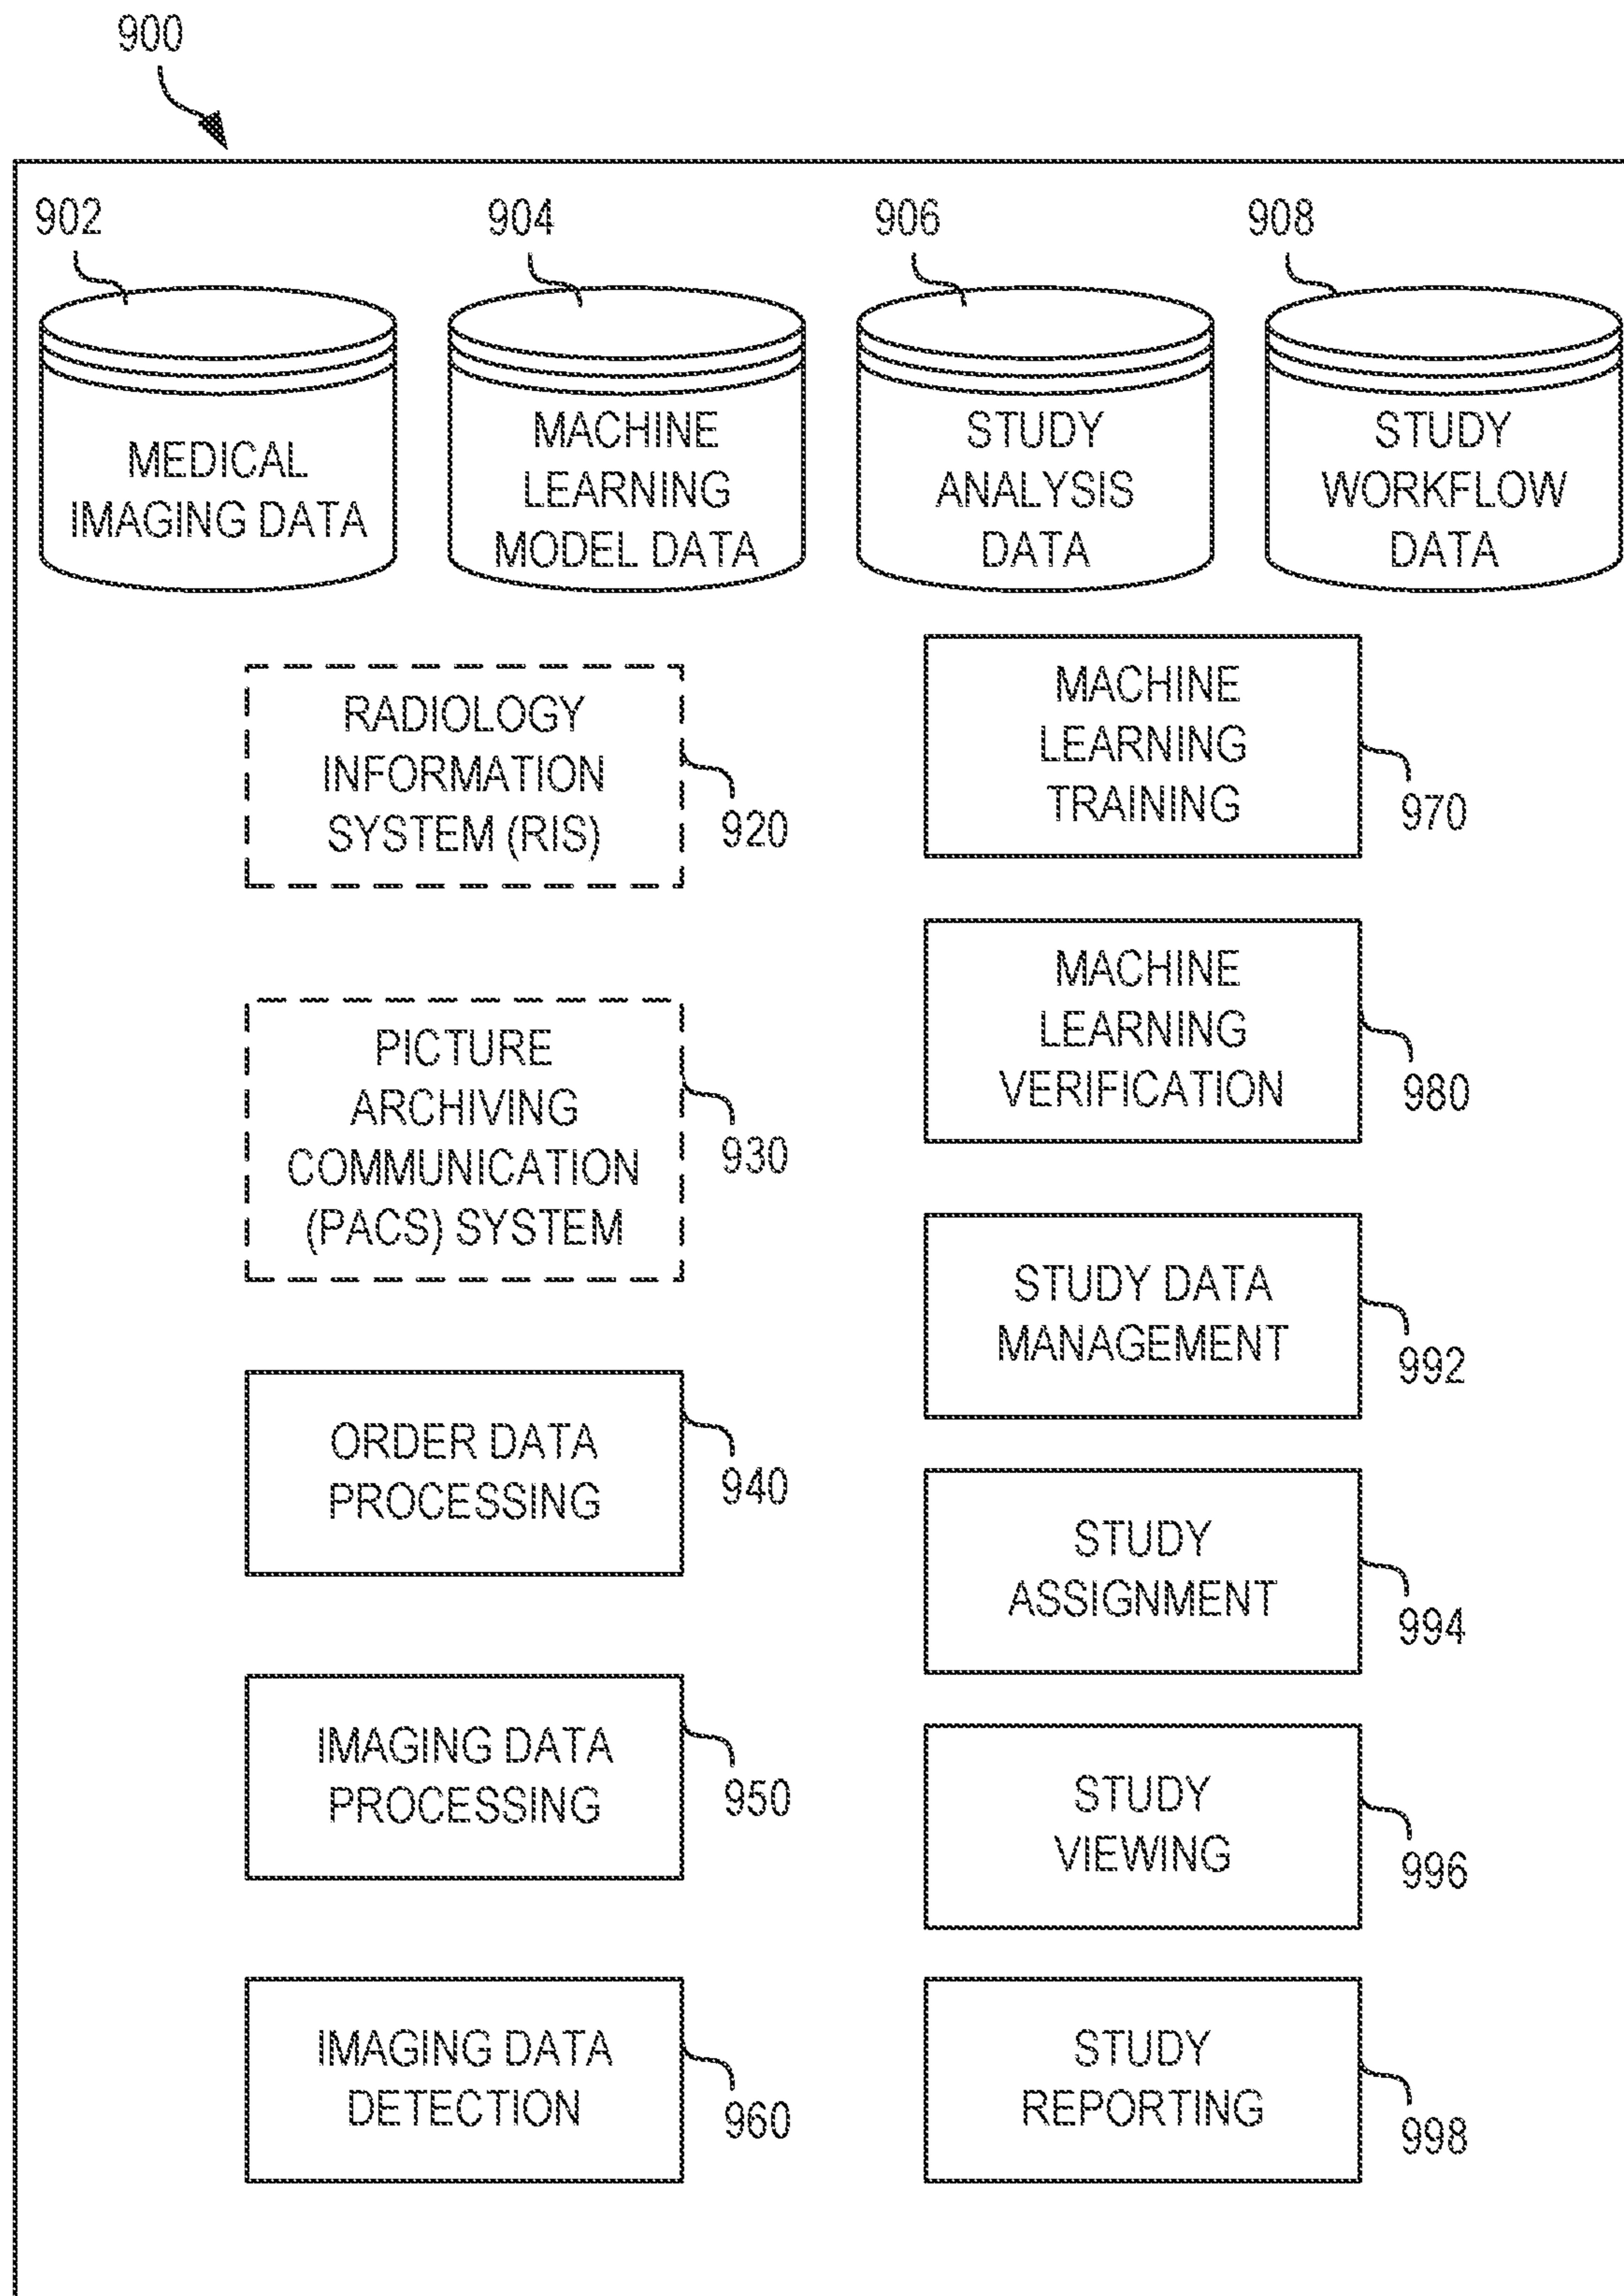 900
902
904
906
908
MEDICAL
IMAGING DATA
MACHINE
LEARNING
MODEL DATA
STUDY
ANALYSIS
DATA
STUDY
WORKFLOW
DATA
RADIOLOGY
INFORMATION
SYSTEM (RIS)
920
PICTURE
ARCHIVING
COMMUNICATION
(PACS) SYSTEM
930
ORDER DATA
PROCESSING
940
IMAGING DATA
PROCESSING
950
IMAGING DATA
DETECTION
960
MACHINE
LEARNING
TRAINING
970
MACHINE
LEARNING
VERIFICATION
980
STUDY DATA
MANAGEMENT
992
STUDY
ASSIGNMENT
994
STUDY
VIEWING
996
STUDY
REPORTING
998